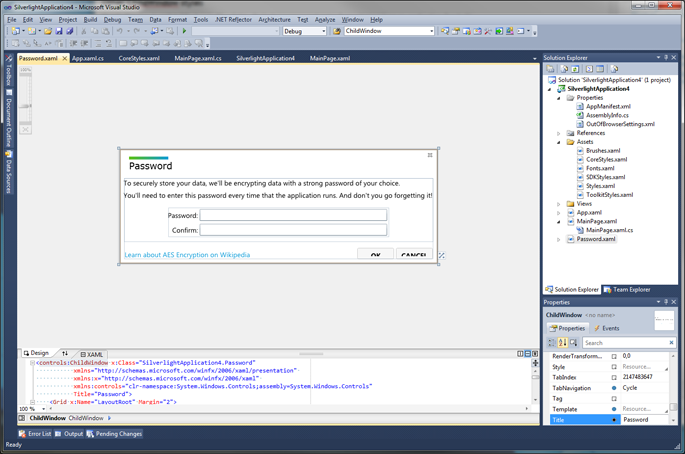 SilverlightApplication4 - Microsoft Visual Studio
File Edit View Project Build Debug Team Data Format Tools .NET Reflector Architecture Test Analyze Window Help
Debug
ChildWindow
Password.xaml App.xaml.cs CoreStyles.xaml MainPage.xaml.cs SilverlightApplication4 MainPage.xaml
Toolbox
Document Outline
Data Sources
100%
Password
To securely store your data, we'll be encrypting data with a strong password of your choice.
You'll need to enter this password every time that the application runs. And don't you go forgetting it!
Password:
Confirm:
Learn about AES Encryption on Wikipedia
OK
CANCEL
Design
XAML
<controls:ChildWindow x:Class="SilverlightApplication4.Password"
xmlns="http://schemas.microsoft.com/winfx/2006/xaml/presentation"
xmlns:x="http://schemas.microsoft.com/winfx/2006/xaml"
xmlns:controls="clr-namespace:System.Windows.Controls;assembly=System.Windows.Controls"
Title="Password">
<Grid x:Name="LayoutRoot" Margin="2">
100 %
ChildWindow ChildWindow
Error List Output Pending Changes
Ready
Solution Explorer
Solution 'SilverlightApplication4' (1 project)
SilverlightApplication4
Properties
AppManifest.xml
AssemblyInfo.cs
OutOfBrowserSettings.xml
References
Assets
Brushes.xaml
CoreStyles.xaml
Fonts.xaml
SDKStyles.xaml
Styles.xaml
ToolkitStyles.xaml
Views
App.xaml
MainPage.xaml
MainPage.xaml.cs
Password.xaml
Solution Explorer Team Explorer
Properties
ChildWindow <no name>
Properties Events
Search
RenderTransform... 0,0
Style Resource...
TabIndex 2147483647
TabNavigation Cycle
Tag
Template Resource...
Title Password